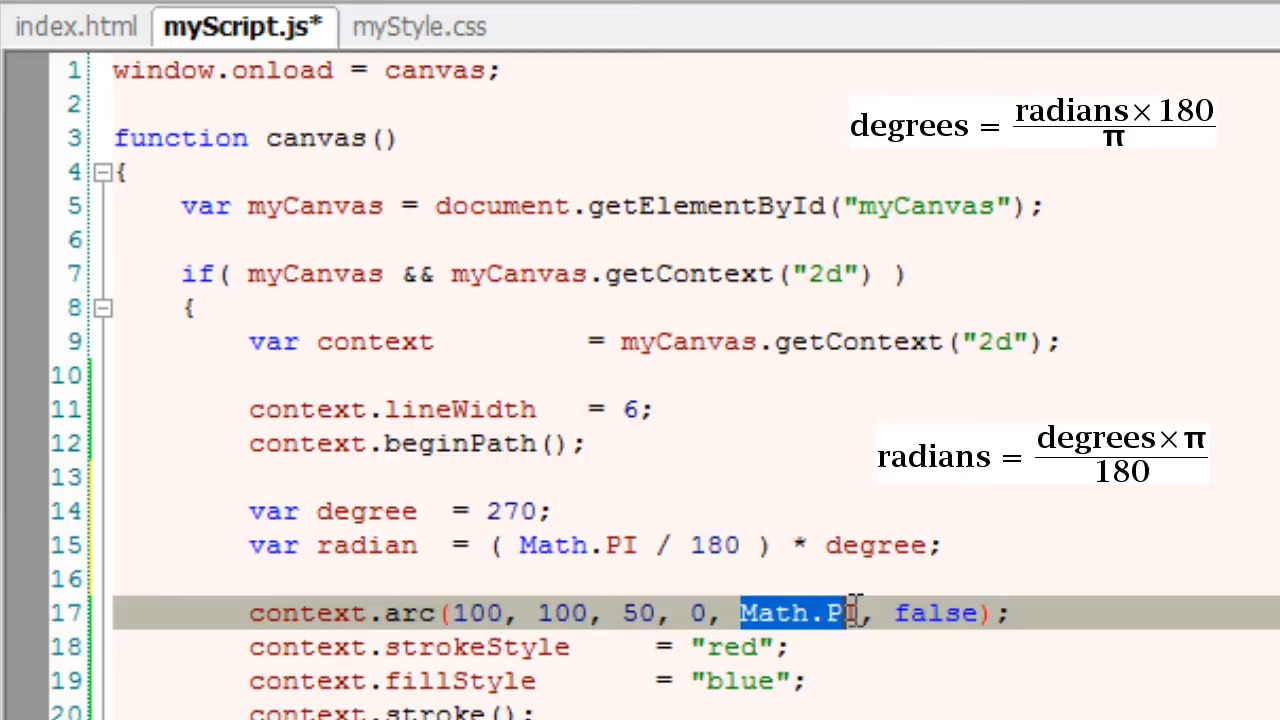 index.html myScript.js* myStyle.css
1 window.onload = canvas;
2
3 function canvas()
4 {
5 var myCanvas = document.getElementById("myCanvas");
6
7 if( myCanvas && myCanvas.getContext("2d") )
8 {
9 var context = myCanvas.getContext("2d");
10
11 context.lineWidth = 6;
12 context.beginPath();
13
14 var degree = 270;
15 var radian = ( Math.PI / 180 ) * degree;
16
17 context.arc(100, 100, 50, 0, Math.PI, false);
18 context.strokeStyle = "red";
19 context.fillStyle = "blue";
20 context.stroke();
degrees = radians × 180
π
radians = degrees × π
180